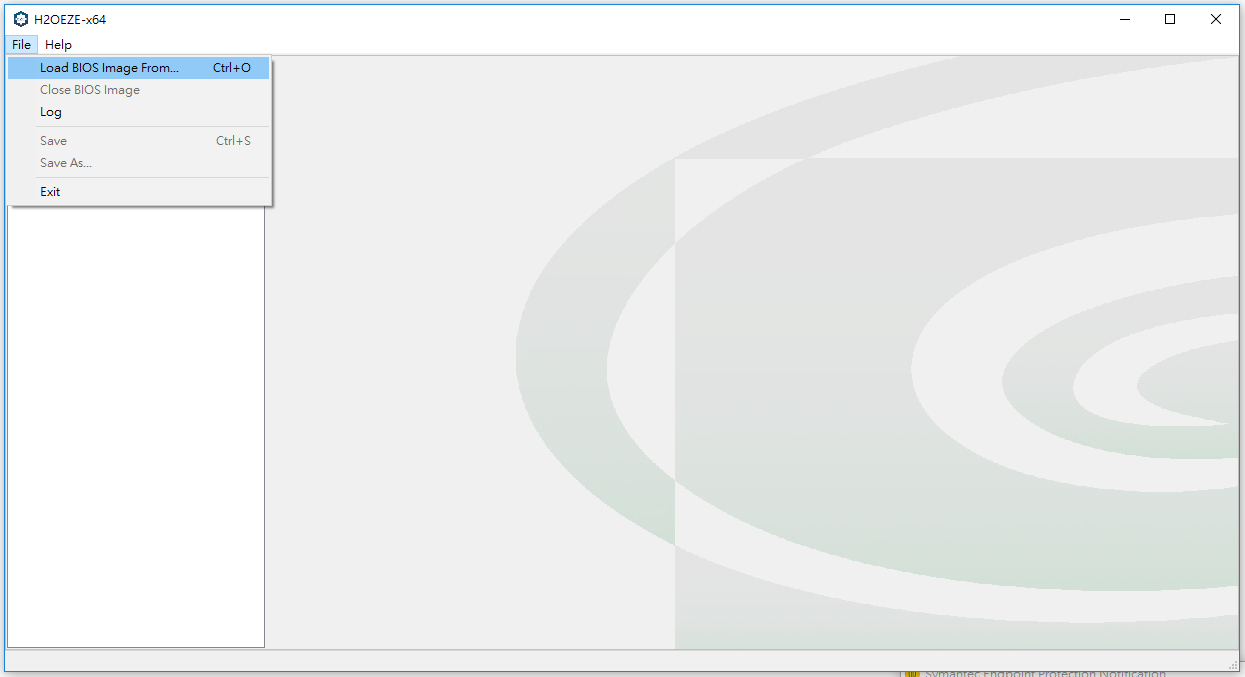 H2OEZE-x64
File Help
Load BIOS Image From... Ctrl+O
Close BIOS Image
Log
Save Ctrl+S
Save As...
Exit
Symantec Endpoint Protection Notification